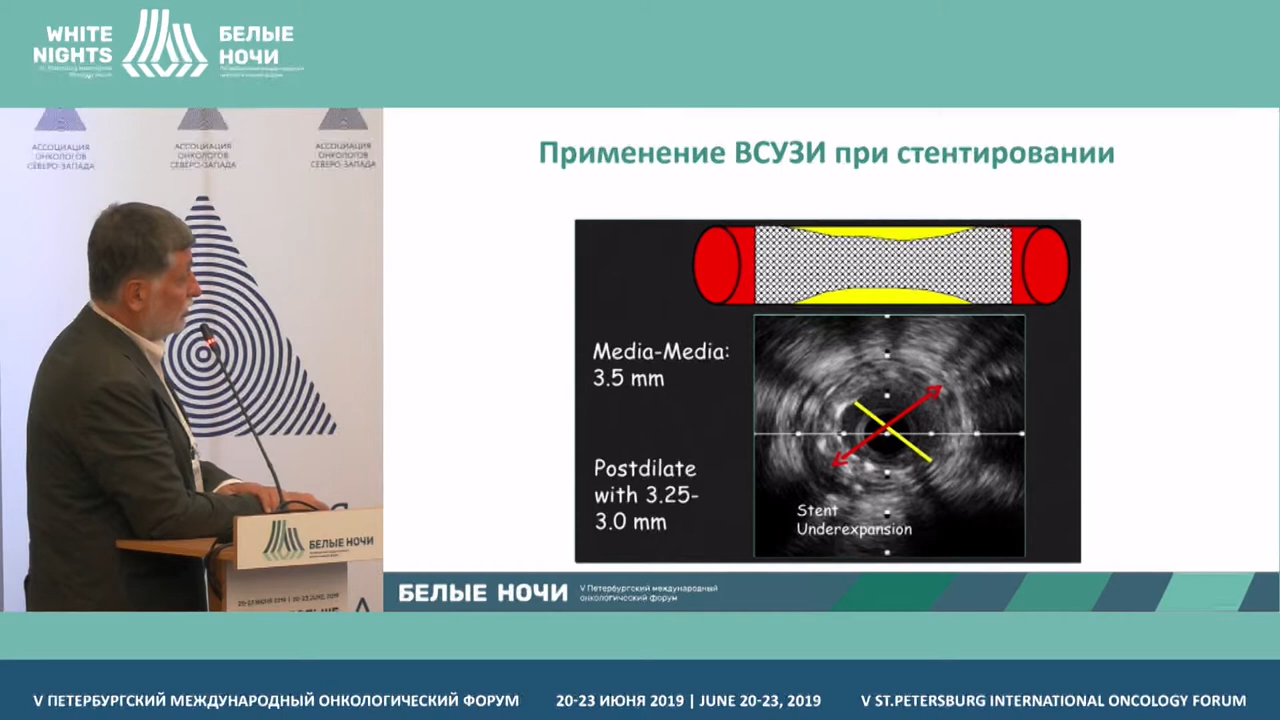 WHITE
NIGHTS
БЕЛЫЕ
НОЧИ
АССОЦИАЦИЯ
ОНКОЛОГОВ
СЕВЕРО-ЗАПАДА
АССОЦИАЦИЯ
ОНКОЛОГОВ
СЕВЕРО-ЗАПАДА
АССОЦИАЦИЯ
ОНКОЛОГОВ
СЕВЕРО-ЗАПАДА
Применение ВСУЗИ при стентировании
Media-Media:
3.5 mm
Postdilate
with 3.25-
3.0 mm
Stent
Underexpansion
БЕЛЫЕ НОЧИ
БЕЛЫЕ НОЧИ
V Петербургский международный
онкологический форум
V ПЕТЕРБУРГСКИЙ МЕЖДУНАРОДНЫЙ ОНКОЛОГИЧЕСКИЙ ФОРУМ
20-23 ИЮНЯ 2019 | JUNE 20-23, 2019
V ST.PETERSBURG INTERNATIONAL ONCOLOGY FORUM